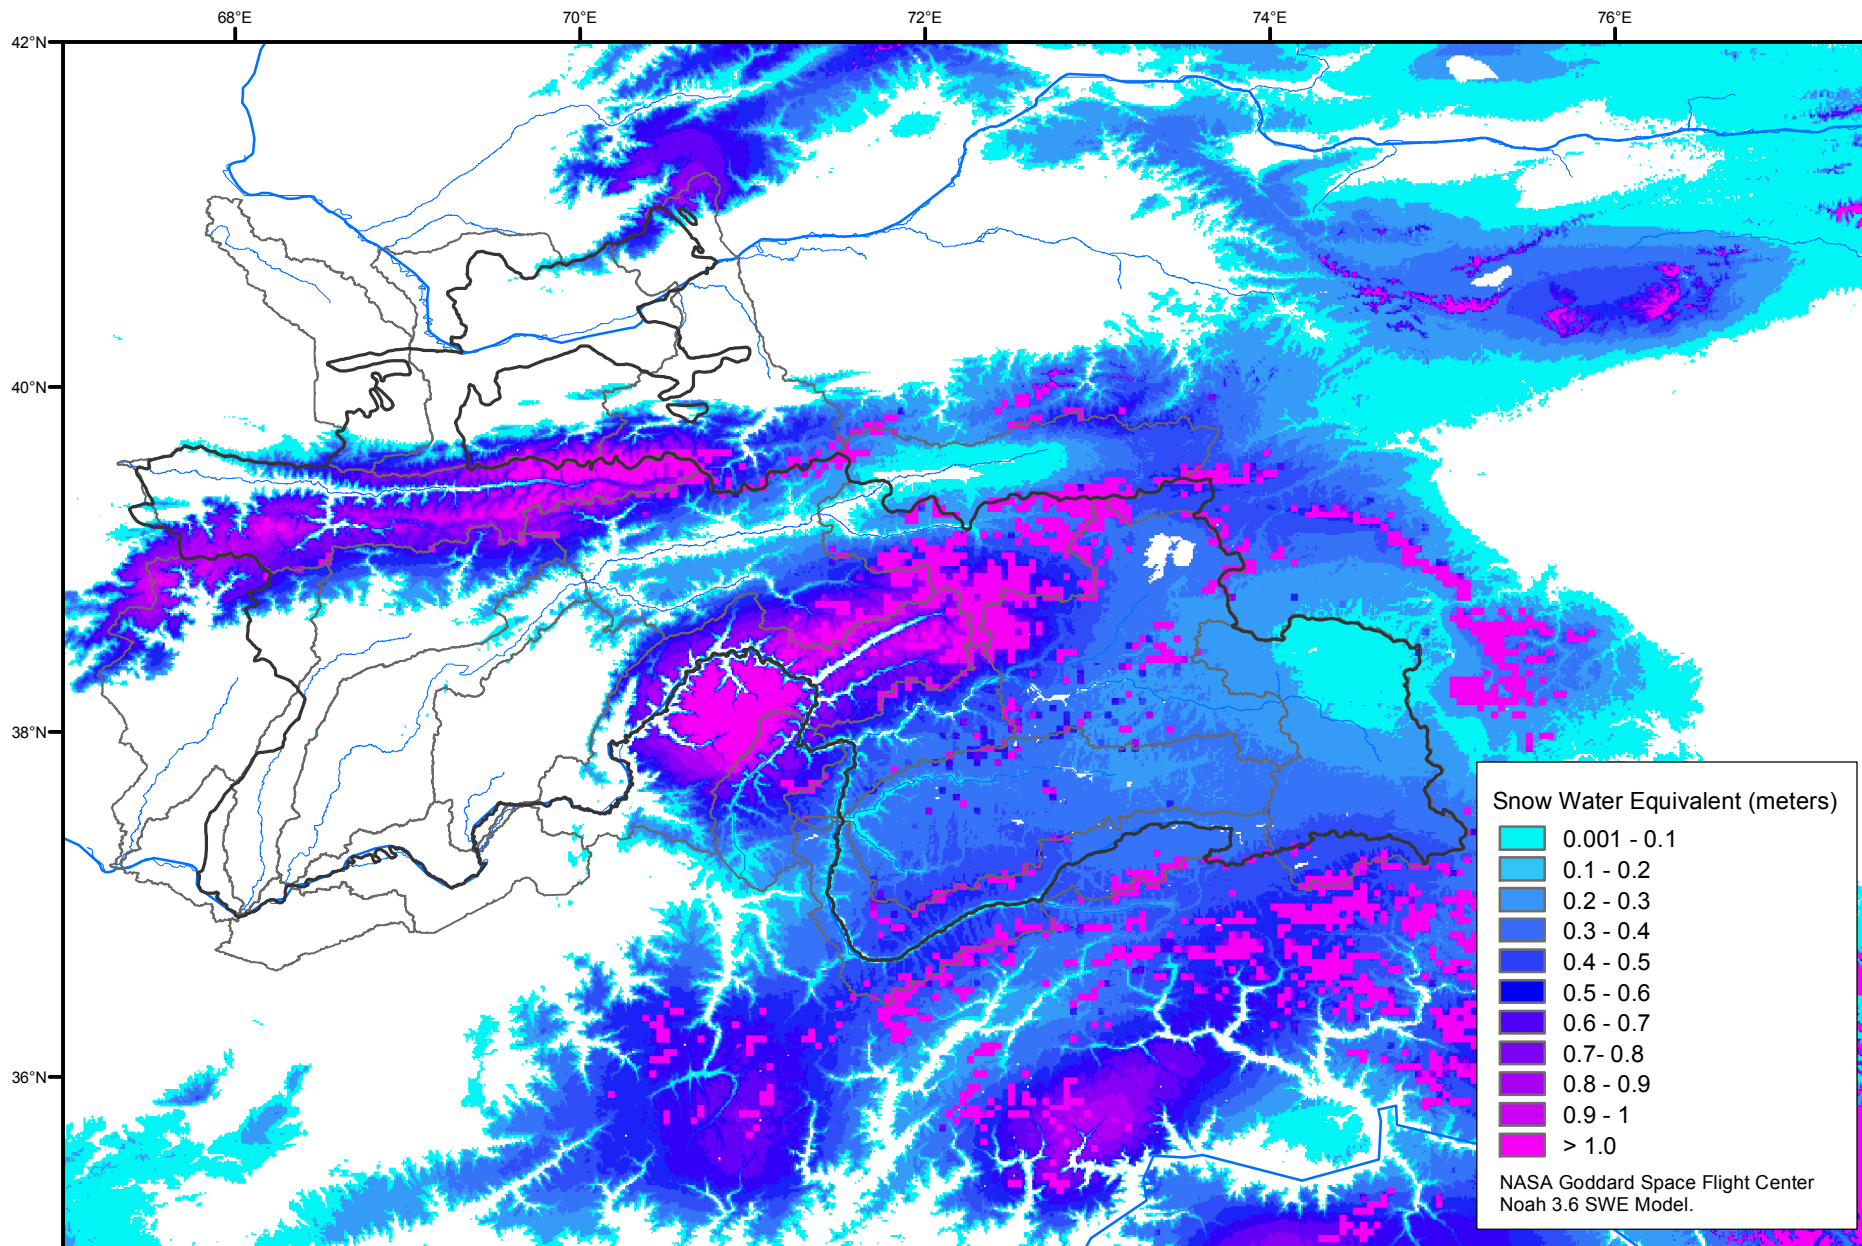 68°E
70°E
72°E
74°E
76°E
42°N
40°N
38°N
36°N
Snow Water Equivalent (meters)
0.001 - 0.1
0.1 - 0.2
0.2 - 0.3
0.3 - 0.4
0.4 - 0.5
0.5 - 0.6
0.6 - 0.7
0.7- 0.8
0.8 - 0.9
0.9 - 1
> 1.0
NASA Goddard Space Flight Center
Noah 3.6 SWE Model.